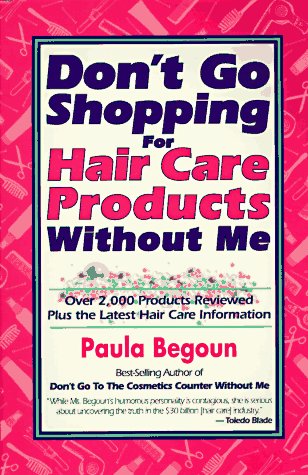 Don't Go
Shopping
For
Hair Care
Products
Without Me
Over 2,000 Products Reviewed
Plus the Latest Hair Care Information
Paula Begoun
Best-Selling Author of
Don't Go To The Cosmetics Counter Without Me
"While Ms. Begoun's humorous personality is contagious, she is serious
about uncovering the truth in the $30 billion [hair care] industry."
— Toledo Blade